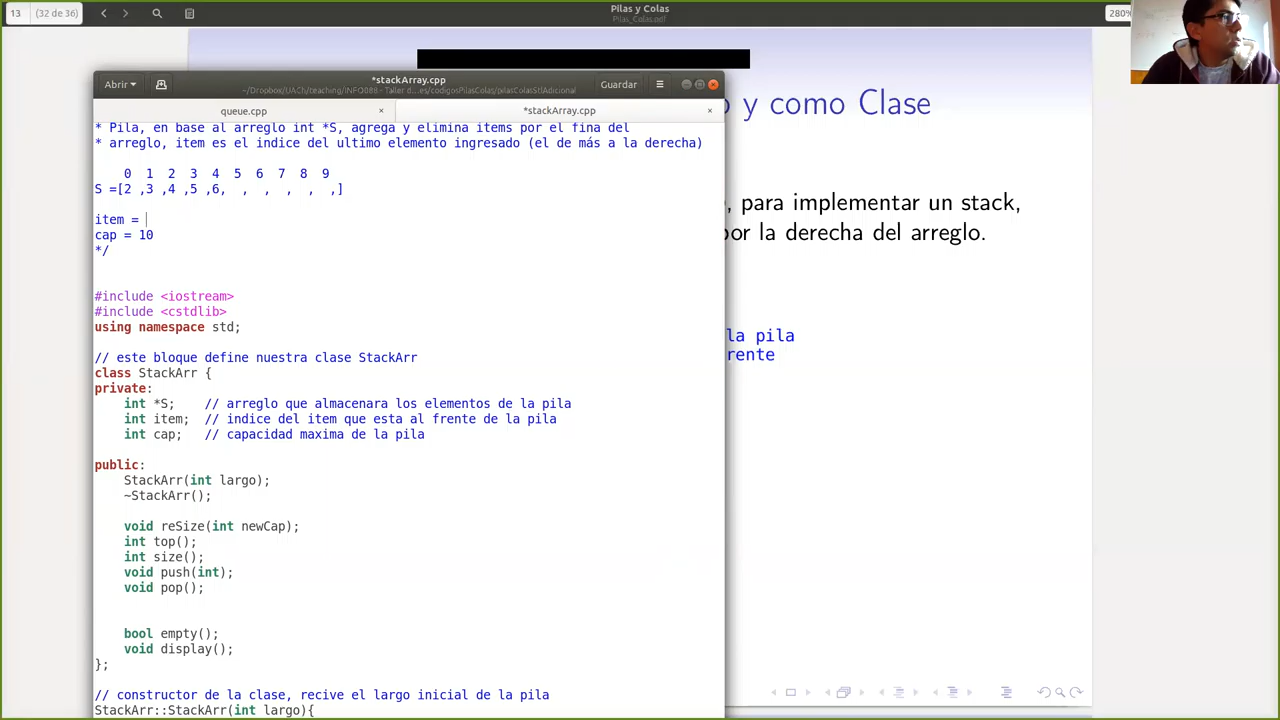 13 (32 de 36)
Pilas y Colas
Pilas_Colas.pdf
280%
o y como Clase
, para implementar un stack,
por la derecha del arreglo.
la pila
rente
Abrir
*stackArray.cpp
Guardar
queue.cpp × *stackArray.cpp ×
* Pila, en base al arreglo int *S, agrega y elimina items por el fina del
* arreglo, item es el indice del ultimo elemento ingresado (el de más a la derecha)
0 1 2 3 4 5 6 7 8 9
S =[2 ,3 ,4 ,5 ,6, , , , , ,]
item =
cap = 10
*/
#include <iostream>
#include <cstdlib>
using namespace std;
// este bloque define nuestra clase StackArr
class StackArr {
private:
int *S; // arreglo que almacenara los elementos de la pila
int item; // indice del item que esta al frente de la pila
int cap; // capacidad maxima de la pila
public:
StackArr(int largo);
~StackArr();
void reSize(int newCap);
int top();
int size();
void push(int);
void pop();
bool empty();
void display();
};
// constructor de la clase, recive el largo inicial de la pila
StackArr::StackArr(int largo){